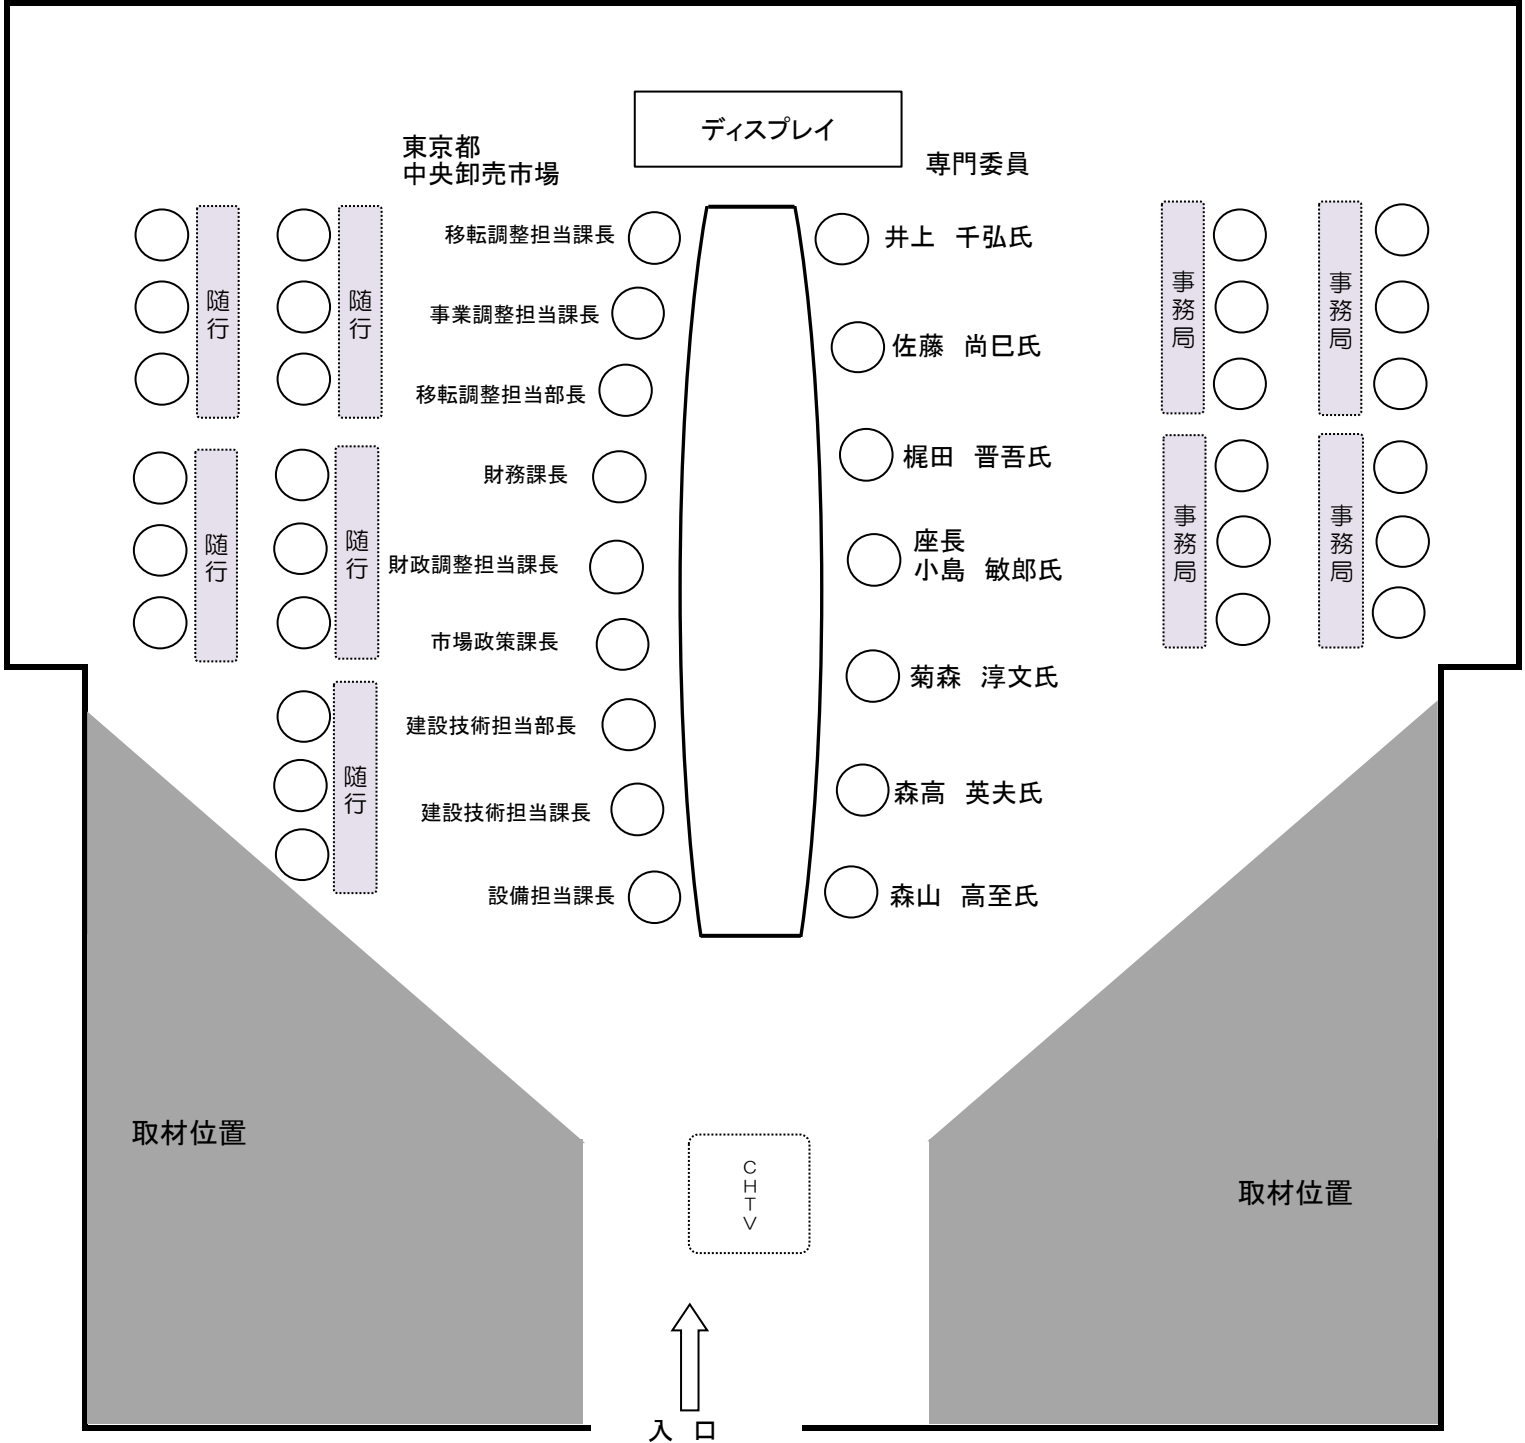 ディスプレイ
東京都
中央卸売市場
専門委員
移転調整担当課長
井上　千弘氏
事業調整担当課長
佐藤　尚巳氏
移転調整担当部長
梶田　晋吾氏
財務課長
座長
小島　敏郎氏
財政調整担当課長
市場政策課長
菊森　淳文氏
建設技術担当部長
森高　英夫氏
建設技術担当課長
設備担当課長
森山　高至氏
随行
随行
随行
随行
随行
事務局
事務局
事務局
事務局
取材位置
取材位置
CHTV
入　口